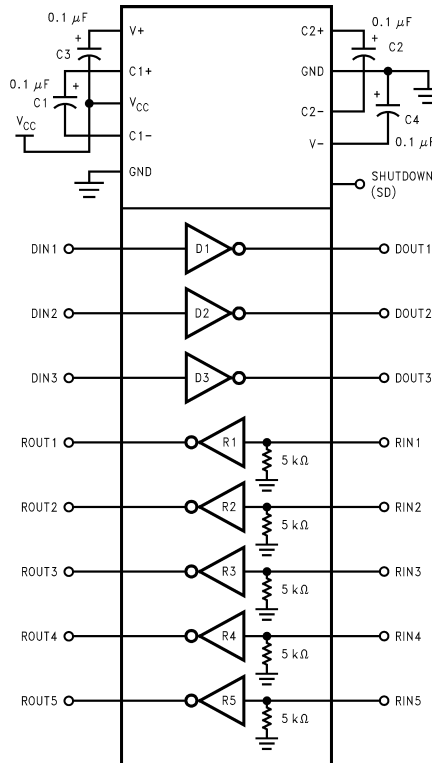 0.1 μF
V+
C3
+
C1+
0.1 μF
C1
+
VCC
VCC
C1-
GND
C2+
0.1 μF
+
C2
GND
C2-
+
C4
V-
0.1 μF
SHUTDOWN
(SD)
DIN1 D1 DOUT1
DIN2 D2 DOUT2
DIN3 D3 DOUT3
ROUT1 R1 RIN1
5 kΩ
ROUT2 R2 RIN2
5 kΩ
ROUT3 R3 RIN3
5 kΩ
ROUT4 R4 RIN4
5 kΩ
ROUT5 R5 RIN5
5 kΩ